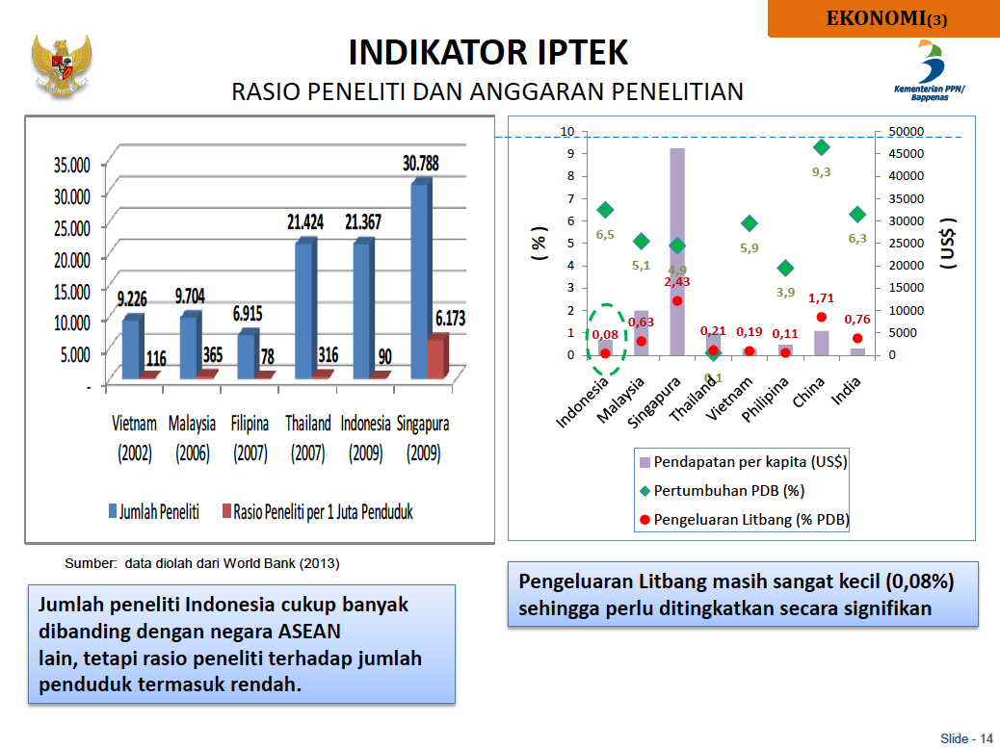 EKONOMI(3)
INDIKATOR IPTEK
RASIO PENELITI DAN ANGGARAN PENELITIAN
Kementerian PPN/
Bappenas
35.000
30.000
25.000
20.000
15.000
10.000
5.000
-
9.226
116
9.704
365
6.915
78
21.424
316
21.367
90
30.788
6.173
Vietnam Malaysia Filipina Thailand Indonesia Singapura
(2002) (2006) (2007) (2007) (2009) (2009)
Jumlah Peneliti Rasio Peneliti per 1 Juta Penduduk
Sumber: data diolah dari World Bank (2013)
Jumlah peneliti Indonesia cukup banyak
dibanding dengan negara ASEAN
lain, tetapi rasio peneliti terhadap jumlah
penduduk termasuk rendah.
10
9
8
7
6
5
4
3
2
1
0
( % )
50000
45000
40000
35000
30000
25000
20000
15000
10000
5000
0
( US$ )
6,5
5,1
4,9
0,1
5,9
3,9
9,3
6,3
0,08
0,63
2,43
0,21
0,19
0,11
1,71
0,76
Indonesia
Malaysia
Singapura
Thailand
Vietnam
Philipina
China
India
Pendapatan per kapita (US$)
Pertumbuhan PDB (%)
Pengeluaran Litbang (% PDB)
Pengeluaran Litbang masih sangat kecil (0,08%)
sehingga perlu ditingkatkan secara signifikan
Slide - 14